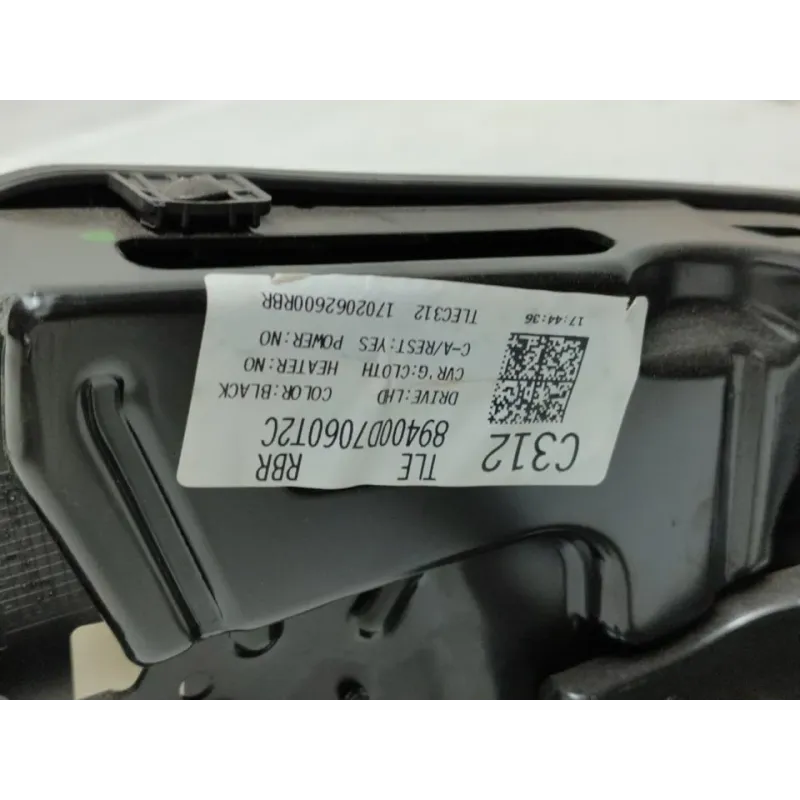 TLE RBR
C312 89400D7060T2C
DRIVE:LHD COLOR:BLACK
CVR'G:CLOTH HEATER:NO
C-A/REST:YES POWER:NO
17:44:36 TLEC312 1702062600RBR